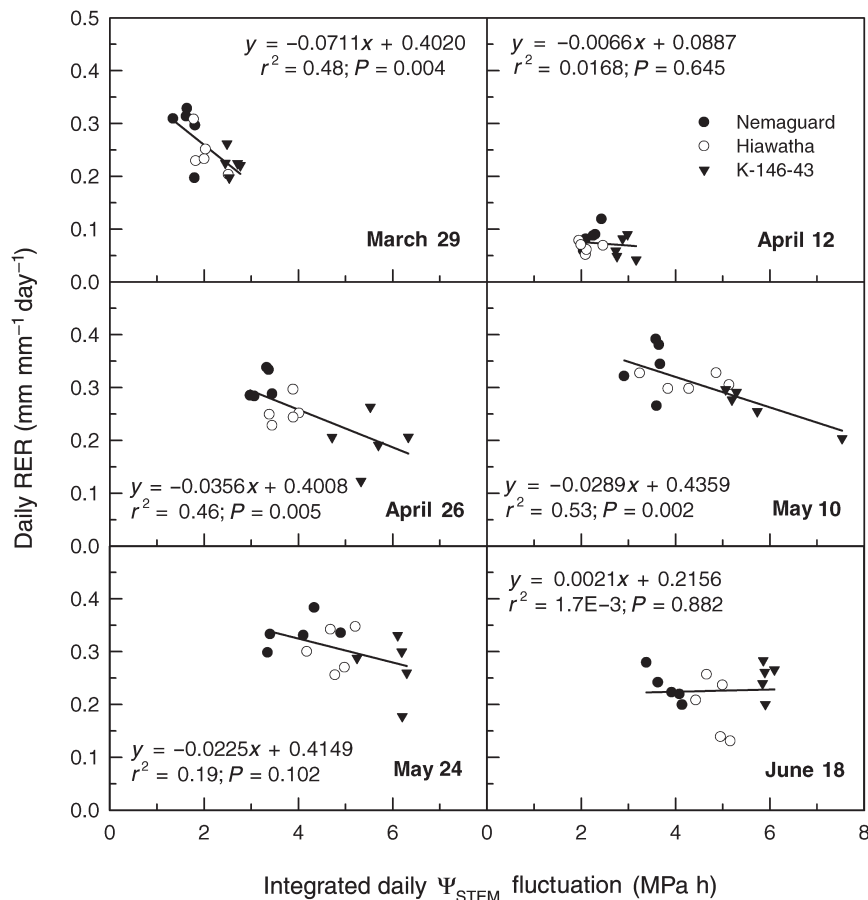 Daily RER (mm mm⁻¹ day⁻¹)
0.5
0.4
0.3
0.2
0.1
0.0
y = −0.0711x + 0.4020
r² = 0.48; P = 0.004
March 29
y = −0.0066x + 0.0887
r² = 0.0168; P = 0.645
Nemaguard
Hiawatha
K-146-43
April 12
0.4
0.3
0.2
0.1
0.0
y = −0.0356x + 0.4008
r² = 0.46; P = 0.005
April 26
y = −0.0289x + 0.4359
r² = 0.53; P = 0.002
May 10
0.4
0.3
0.2
0.1
0.0
y = −0.0225x + 0.4149
r² = 0.19; P = 0.102
May 24
y = 0.0021x + 0.2156
r² = 1.7E−3; P = 0.882
June 18
0 2 4 6 0 2 4 6 8
Integrated daily Ψ_STEM fluctuation (MPa h)